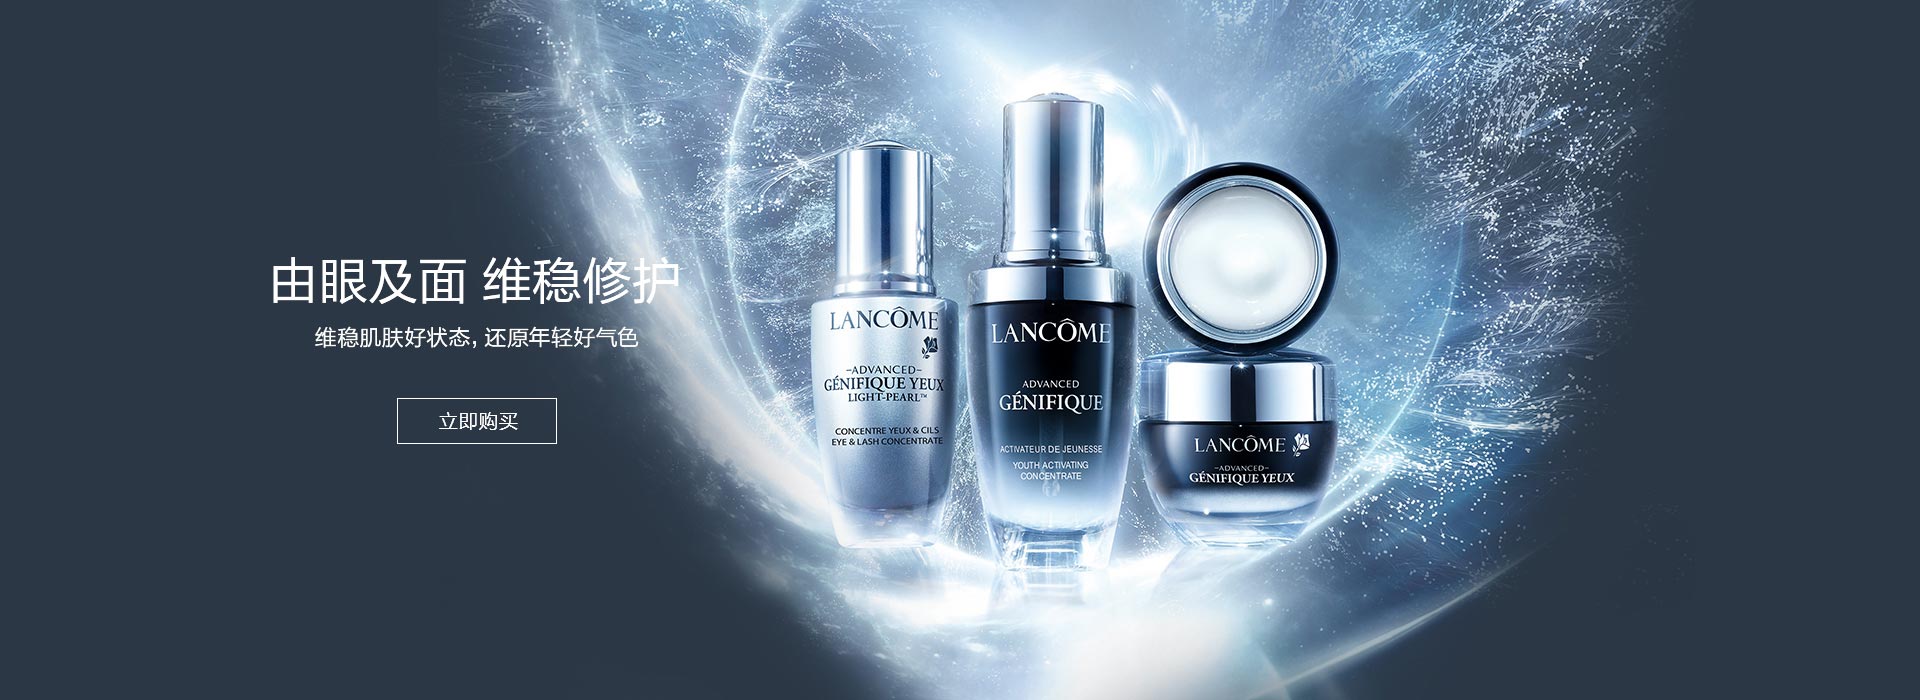 由眼及面 维稳修护
维稳肌肤好状态, 还原年轻好气色
立即购买
LANCÔME
-ADVANCED-
GÉNIFIQUE YEUX
LIGHT-PEARL™
CONCENTRE YEUX & CILS
EYE & LASH CONCENTRATE
LANCÔME
ADVANCED
GÉNIFIQUE
ACTIVATEUR DE JEUNESSE
YOUTH ACTIVATING
CONCENTRATE
LANCÔME
-ADVANCED-
GÉNIFIQUE YEUX